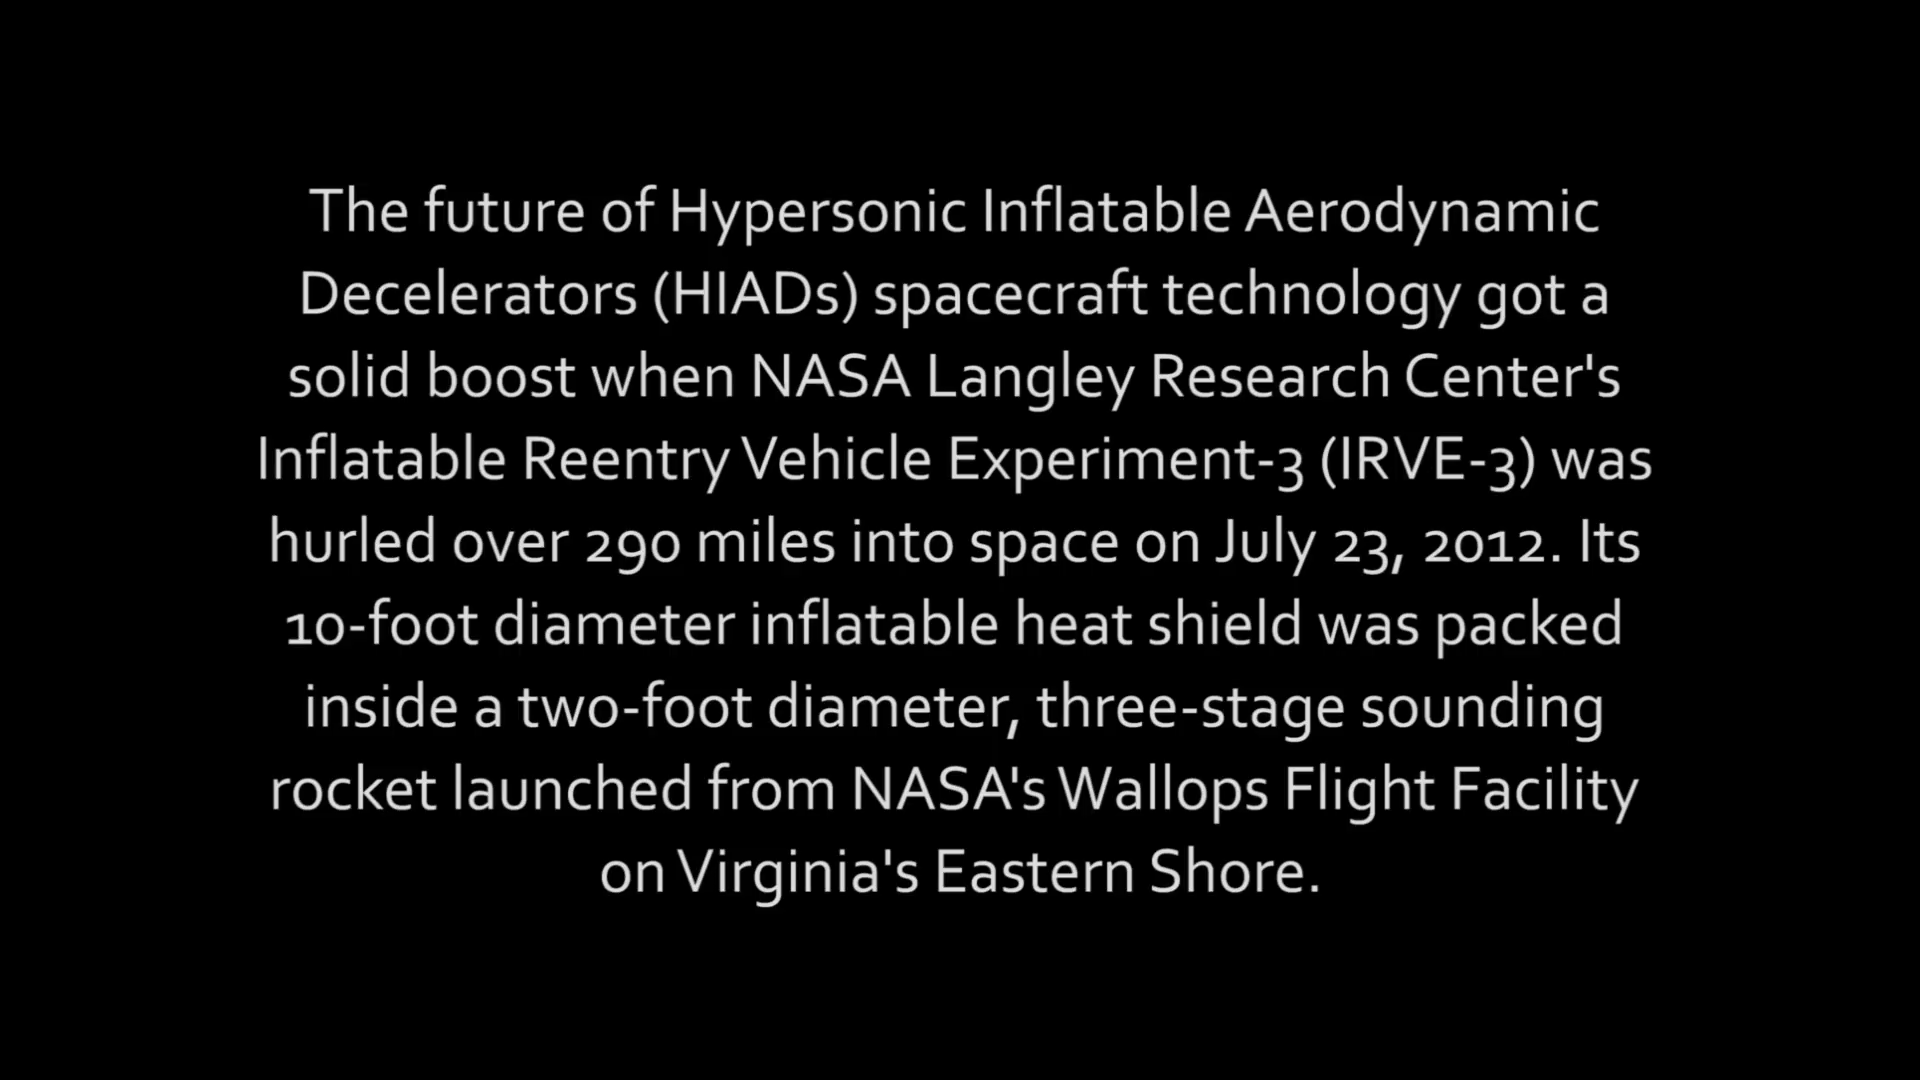 The future of Hypersonic Inflatable Aerodynamic
Decelerators (HIADs) spacecraft technology got a
solid boost when NASA Langley Research Center's
Inflatable Reentry Vehicle Experiment-3 (IRVE-3) was
hurled over 290 miles into space on July 23, 2012. Its
10-foot diameter inflatable heat shield was packed
inside a two-foot diameter, three-stage sounding
rocket launched from NASA's Wallops Flight Facility
on Virginia's Eastern Shore.